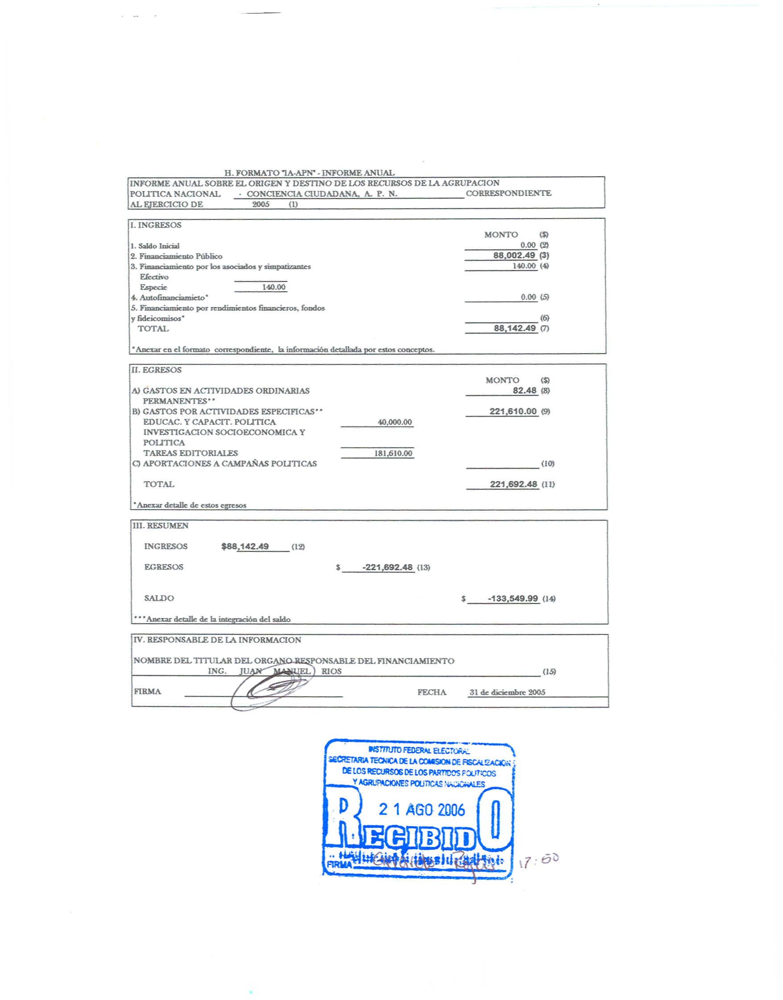 H. FORMATO "IA-APN" - INFORME ANUAL
INFORME ANUAL SOBRE EL ORIGEN Y DESTINO DE LOS RECURSOS DE LA AGRUPACION
POLITICA NACIONAL · CONCIENCIA CIUDADANA, A. P. N. CORRESPONDIENTE
AL EJERCICIO DE 2005 (1)
I. INGRESOS
MONTO ($)
1. Saldo Inicial 0.00 (2)
2. Financiamiento Público 88,002.49 (3)
3. Financiamiento por los asociados y simpatizantes 140.00 (4)
Efectivo
Especie 140.00
4. Autofinanciamieto* 0.00 (5)
5. Financiamiento por rendimientos financieros, fondos
y fideicomisos* (6)
TOTAL 88,142.49 (7)
*Anexar en el formato correspondiente, la información detallada por estos conceptos.
II. EGRESOS
MONTO ($)
A) GASTOS EN ACTIVIDADES ORDINARIAS 82.48 (8)
PERMANENTES**
B) GASTOS POR ACTIVIDADES ESPECIFICAS** 221,610.00 (9)
EDUCAC. Y CAPACIT. POLITICA 40,000.00
INVESTIGACION SOCIOECONOMICA Y
POLITICA
TAREAS EDITORIALES 181,610.00
C) APORTACIONES A CAMPAÑAS POLITICAS (10)
TOTAL 221,692.48 (11)
*Anexar detalle de estos egresos
III. RESUMEN
INGRESOS $88,142.49 (12)
EGRESOS $ -221,692.48 (13)
SALDO $ -133,549.99 (14)
***Anexar detalle de la integración del saldo
IV. RESPONSABLE DE LA INFORMACION
NOMBRE DEL TITULAR DEL ORGANO RESPONSABLE DEL FINANCIAMIENTO
ING. JUAN MANUEL RIOS (15)
FIRMA FECHA 31 de diciembre 2005
INSTITUTO FEDERAL ELECTORAL
SECRETARIA TECNICA DE LA COMISION DE FISCALIZACION
DE LOS RECURSOS DE LOS PARTIDOS POLITICOS
Y AGRUPACIONES POLITICAS NACIONALES
21 AGO 2006
RECIBIDO
FIRMA Gerardo Rojas 17:50